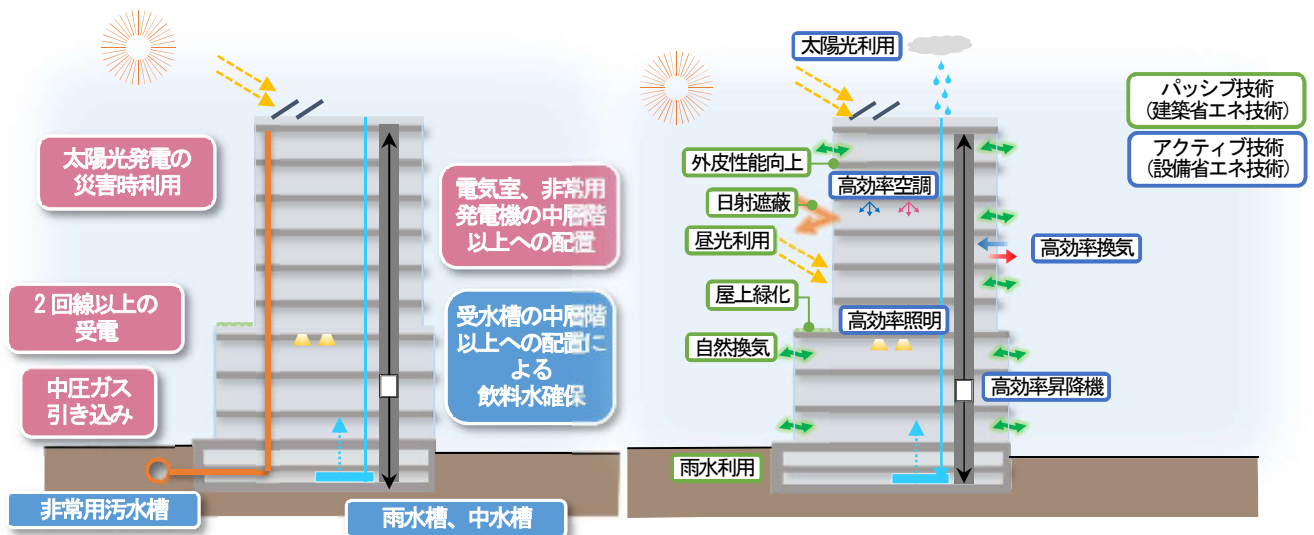 太陽光発電の
災害時利用
電気室、非常用
発電機の中層階
以上への配置
2回線以上の
受電
受水槽の中層階
以上への配置に
よる
飲料水確保
中圧ガス
引き込み
非常用汚水槽
雨水槽、中水槽
太陽光利用
パッシブ技術
（建築省エネ技術）
アクティブ技術
（設備省エネ技術）
外皮性能向上
高効率空調
日射遮蔽
昼光利用
高効率換気
屋上緑化
高効率照明
自然換気
高効率昇降機
雨水利用